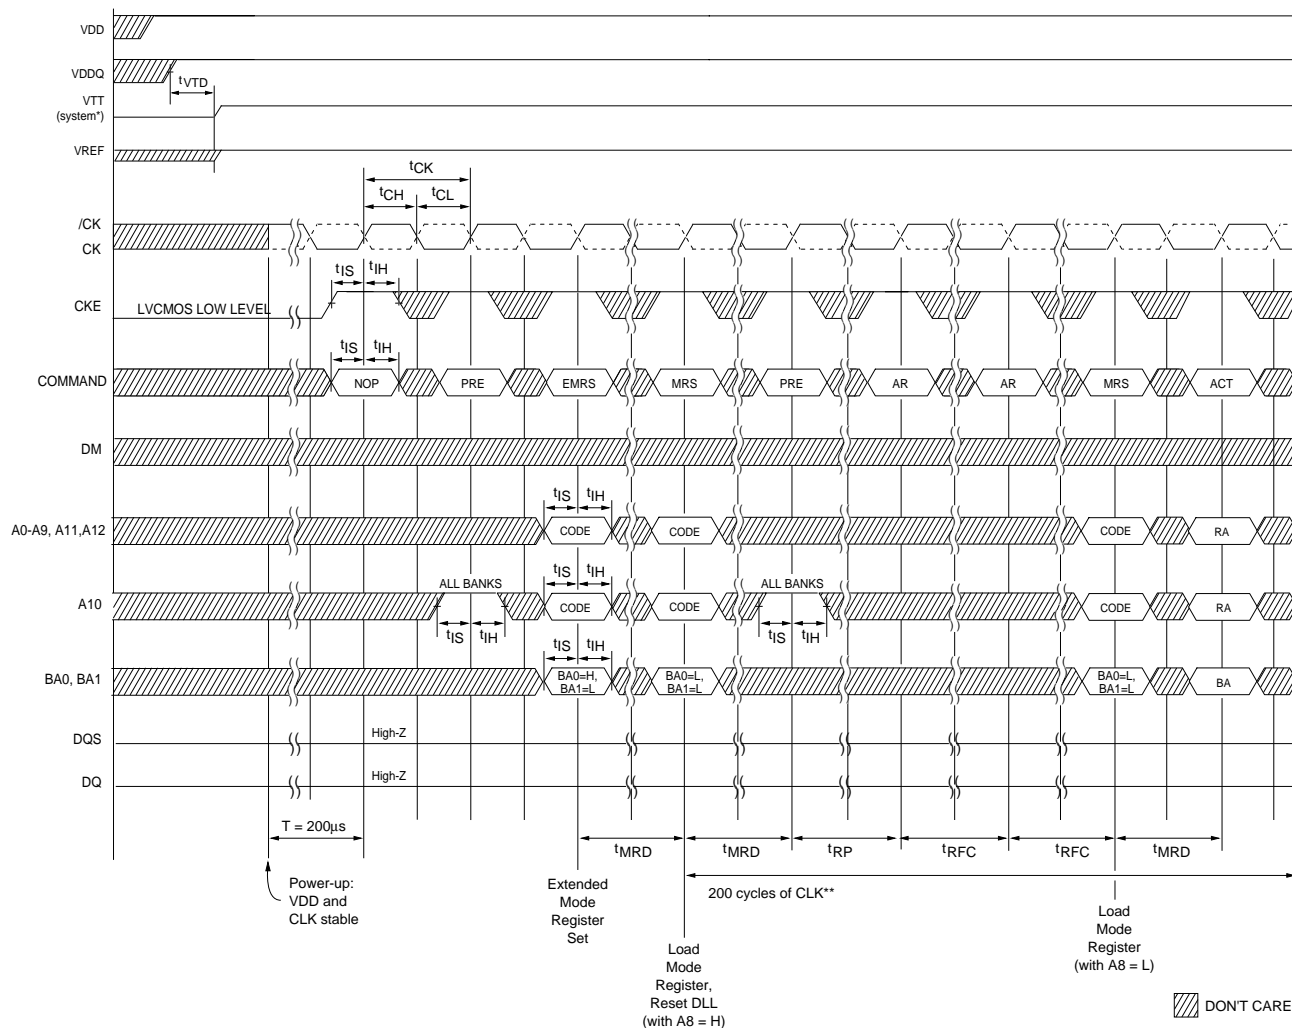 VDD
VDDQ
tVTD
VTT
(system*)
VREF
tCK
tCH tCL
/CK
CK
tIS tIH
CKE
LVCMOS LOW LEVEL
tIS tIH
COMMAND NOP PRE EMRS MRS PRE AR AR MRS ACT
DM
tIS tIH
A0-A9, A11,A12 CODE CODE CODE RA
ALL BANKS tIS tIH ALL BANKS
A10 CODE CODE CODE RA
tIS tIH tIS tIH
tIS tIH
BA0, BA1 BA0=H, BA1=L BA0=L, BA1=L BA0=L, BA1=L BA
DQS High-Z
DQ High-Z
T = 200µs
tMRD tMRD tRP tRFC tRFC tMRD
Power-up:
VDD and
CLK stable
Extended
Mode
Register
Set
200 cycles of CLK**
Load
Mode
Register,
Reset DLL
(with A8 = H)
Load
Mode
Register
(with A8 = L)
DON'T CARE